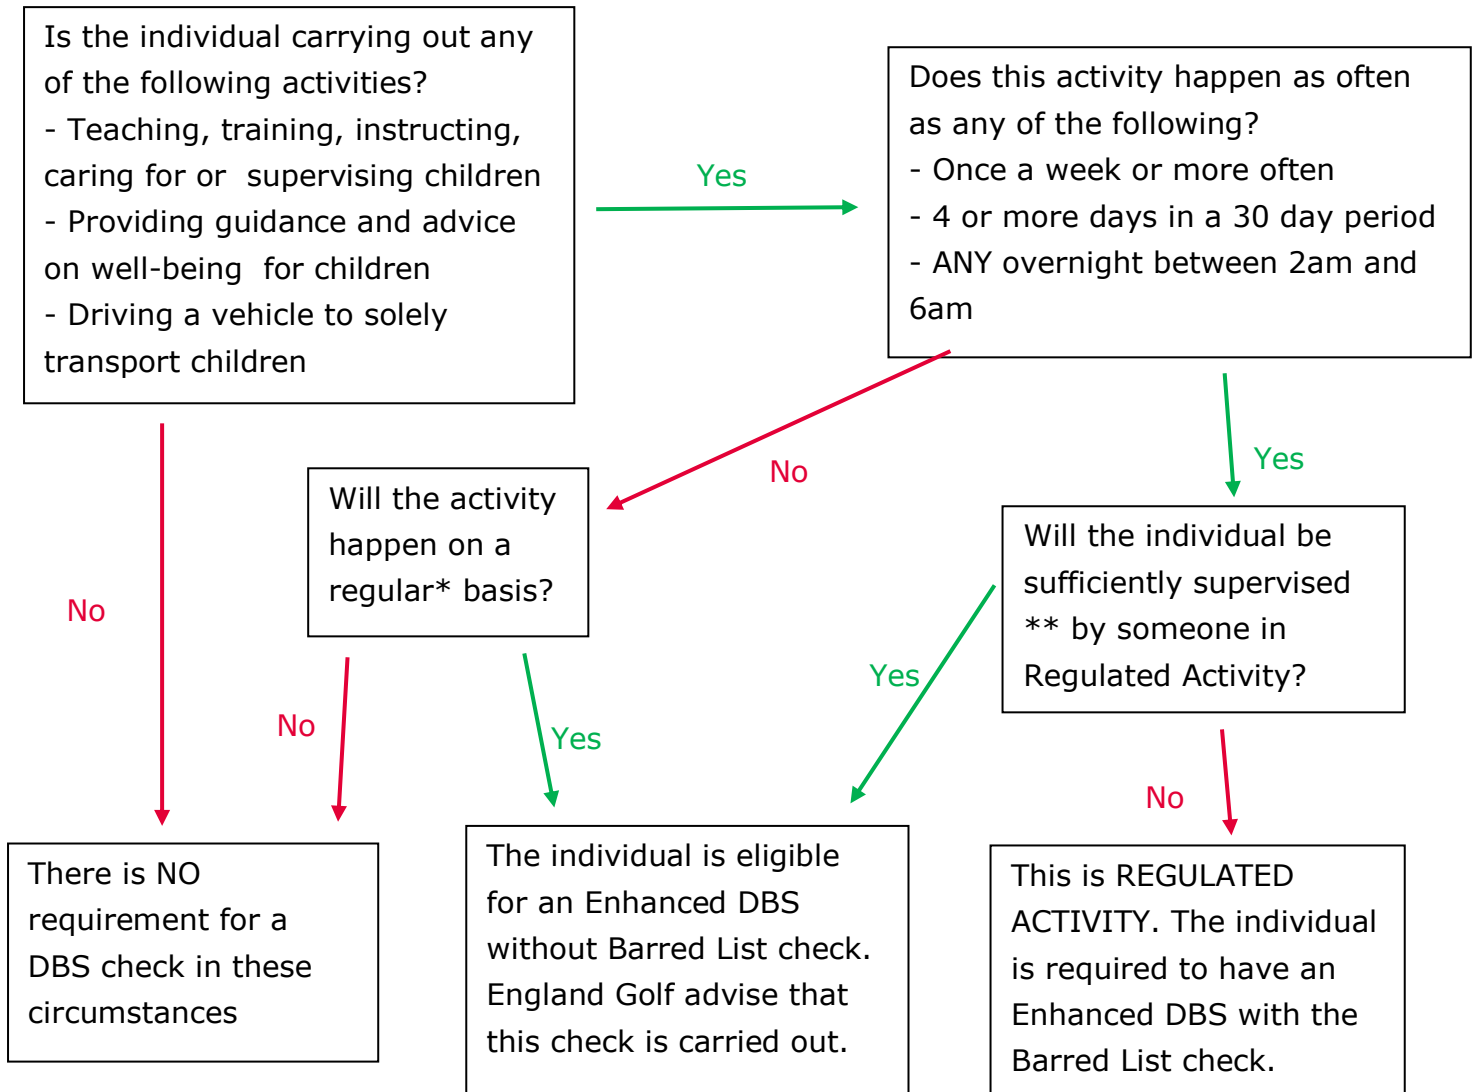 Is the individual carrying out any
of the following activities?
- Teaching, training, instructing,
caring for or supervising children
- Providing guidance and advice
on well-being for children
- Driving a vehicle to solely
transport children
Yes
Does this activity happen as often
as any of the following?
- Once a week or more often
- 4 or more days in a 30 day period
- ANY overnight between 2am and
6am
No
Yes
No
Will the activity
happen on a
regular* basis?
Will the individual be
sufficiently supervised
** by someone in
Regulated Activity?
No
Yes
Yes
No
There is NO
requirement for a
DBS check in these
circumstances
The individual is eligible
for an Enhanced DBS
without Barred List check.
England Golf advise that
this check is carried out.
This is REGULATED
ACTIVITY. The individual
is required to have an
Enhanced DBS with the
Barred List check.